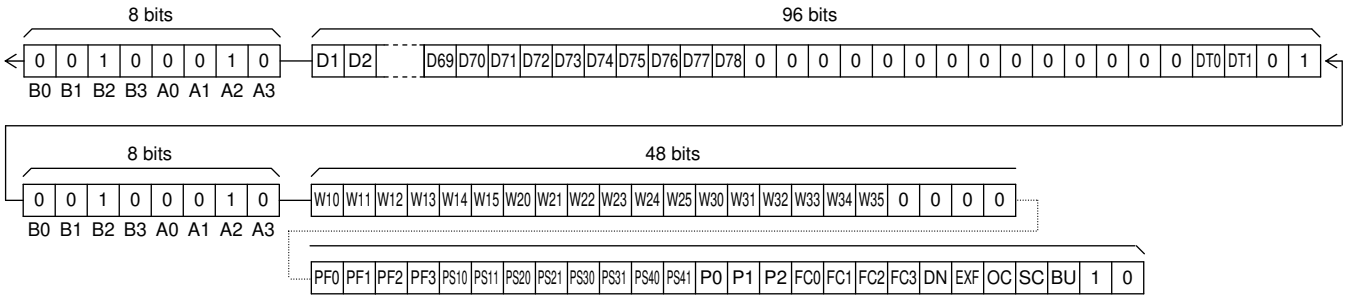 8 bits 96 bits
0 0 1 0 0 0 1 0 D1 D2 D69 D70 D71 D72 D73 D74 D75 D76 D77 D78 0 0 0 0 0 0 0 0 0 0 0 0 0 0 DT0 DT1 0 1
B0 B1 B2 B3 A0 A1 A2 A3
8 bits 48 bits
0 0 1 0 0 0 1 0 W10 W11 W12 W13 W14 W15 W20 W21 W22 W23 W24 W25 W30 W31 W32 W33 W34 W35 0 0 0 0
B0 B1 B2 B3 A0 A1 A2 A3
PF0 PF1 PF2 PF3 PS10 PS11 PS20 PS21 PS30 PS31 PS40 PS41 P0 P1 P2 FC0 FC1 FC2 FC3 DN EXF OC SC BU 1 0